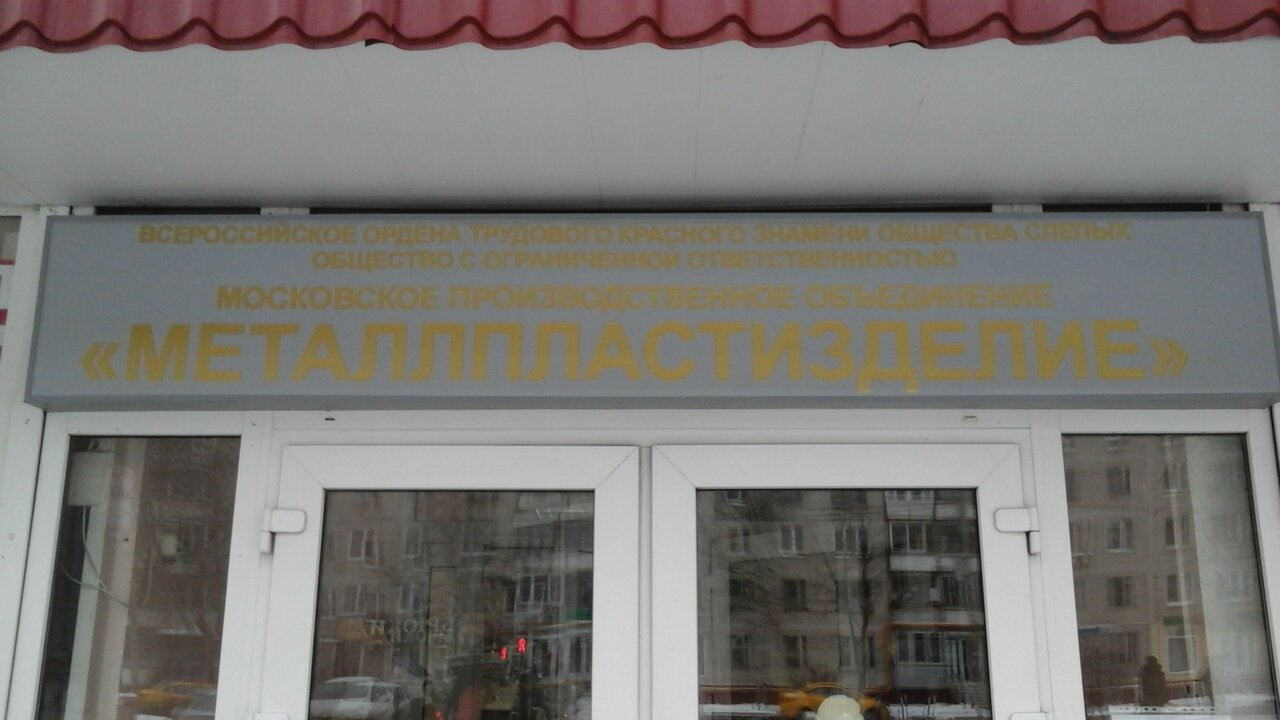 ВСЕРОССИЙСКОЕ ОРДЕНА ТРУДОВОГО КРАСНОГО ЗНАМЕНИ ОБЩЕСТВА СЛЕПЫХ
ОБЩЕСТВО С ОГРАНИЧЕННОЙ ОТВЕТСТВЕННОСТЬЮ
МОСКОВСКОЕ ПРОИЗВОДСТВЕННОЕ ОБЪЕДИНЕНИЕ
«МЕТАЛЛПЛАСТИЗДЕЛИЕ»